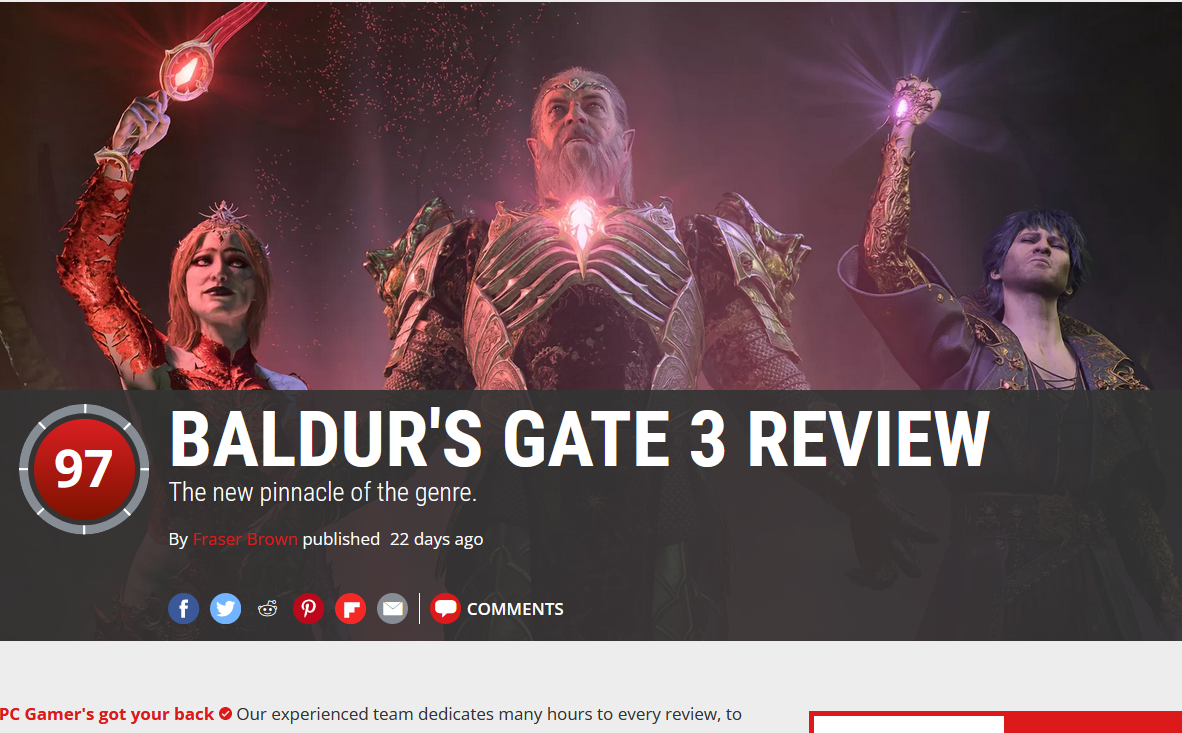 97
BALDUR'S GATE 3 REVIEW
The new pinnacle of the genre.
By Fraser Brown published 22 days ago
COMMENTS
PC Gamer's got your back Our experienced team dedicates many hours to every review, to